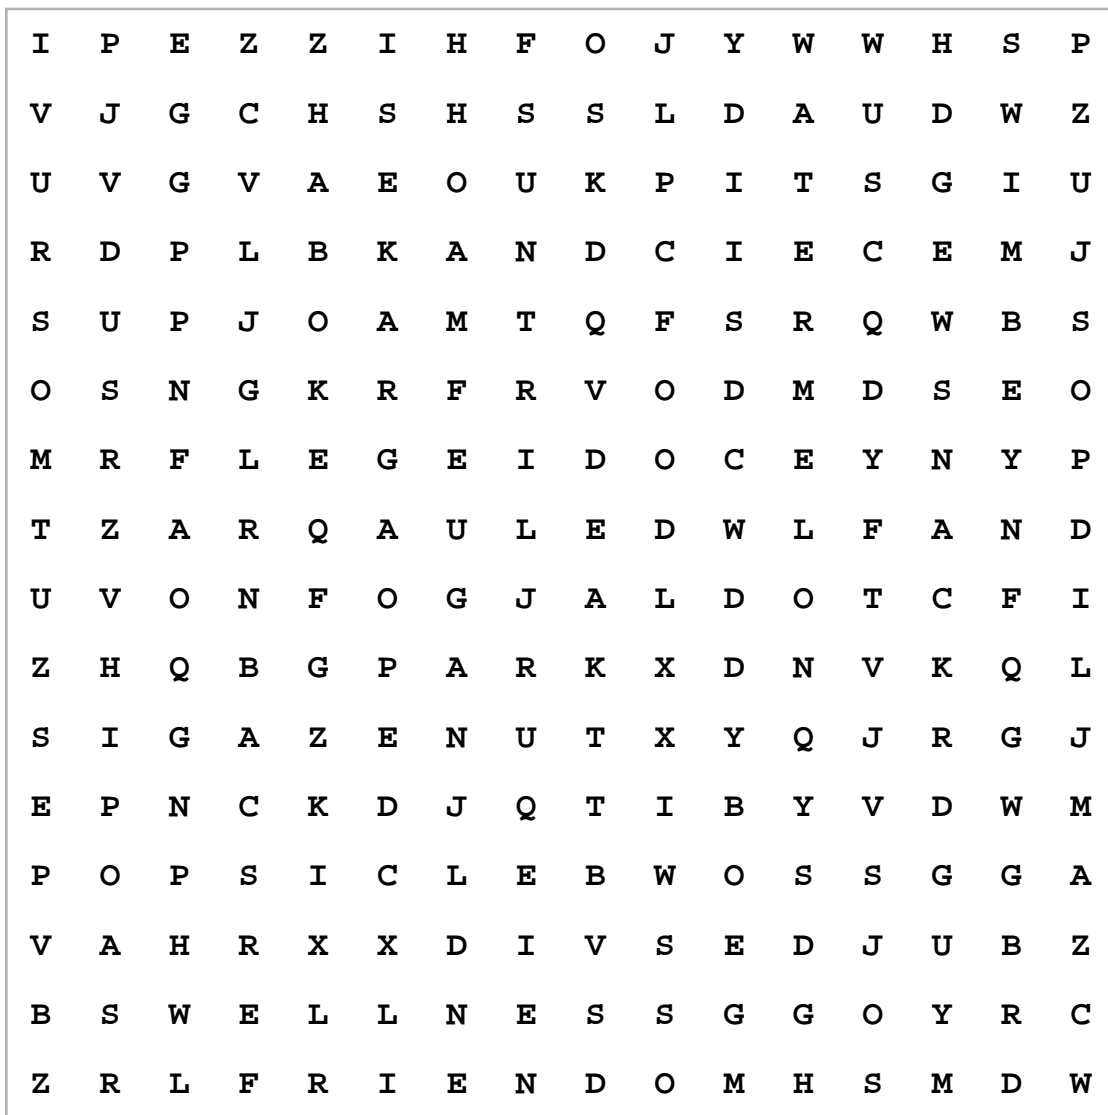 I P E Z Z I H F O J Y W W H S P
V J G C H S H S S L D A U D W Z
U V G V A E O U K P I T S G I U
R D P L B K A N D C I E C E M J
S U P J O A M T Q F S R Q W B S
O S N G K R F R V O D M D S E O
M R F L E G E I D O C E Y N Y P
T Z A R Q A U L E D W L F A N D
U V O N F O G J A L D O T C F I
Z H Q B G P A R K X D N V K Q L
S I G A Z E N U T X Y Q J R G J
E P N C K D J Q T I B Y V D W M
P O P S I C L E B W O S S G G A
V A H R X X D I V S E D J U B Z
B S W E L L N E S S G G O Y R C
Z R L F R I E N D O M H S M D W